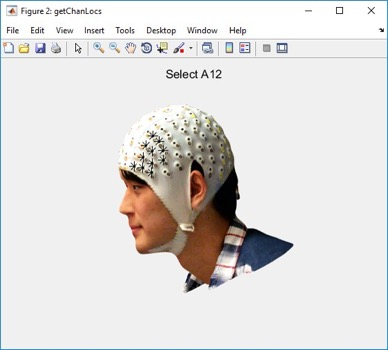 Figure 2: getChanLocs
File Edit View Insert Tools Desktop Window Help
Select A12